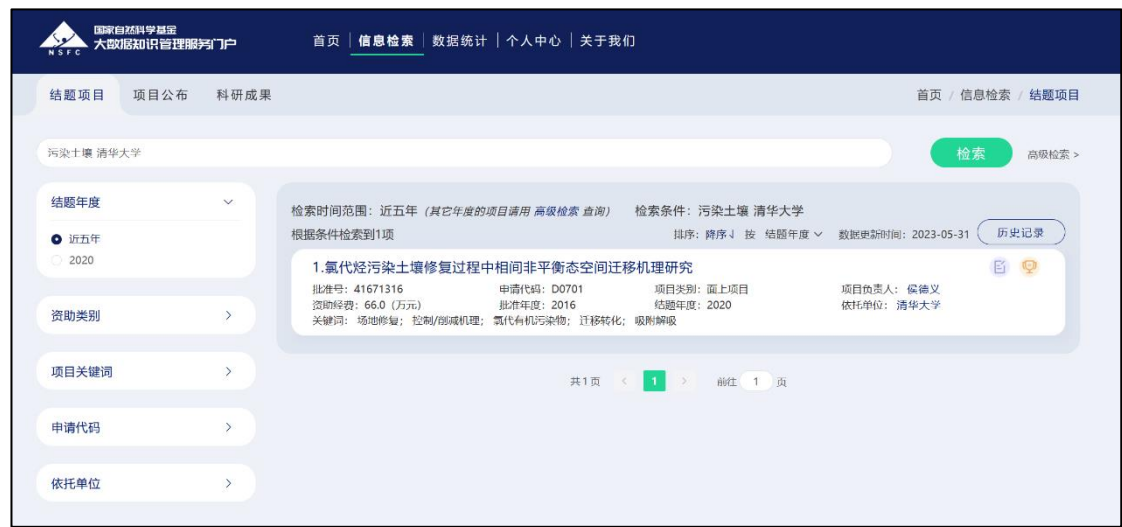 国家自然科学基金
大数据知识管理服务门户
NSFC
首页 信息检索 数据统计 个人中心 关于我们
结题项目 项目公布 科研成果
首页 / 信息检索 / 结题项目
污染土壤 清华大学
检索
高级检索 >
结题年度
近五年
2020
资助类别
项目关键词
申请代码
依托单位
检索时间范围：近五年 (其它年度的项目请用 高级检索 查询) 检索条件：污染土壤 清华大学
根据条件检索到1项
排序：降序↓ 按 结题年度 数据更新时间：2023-05-31 历史记录
1.氯代烃污染土壤修复过程中相间非平衡态空间迁移机理研究
批准号：41671316 申请代码：D0701 项目类别：面上项目 项目负责人：侯德义
资助经费：66.0 (万元) 批准年度：2016 结题年度：2020 依托单位：清华大学
关键词：场地修复；控制/削减机理；氯代有机污染物；迁移转化；吸附解吸
共1页 < 1 > 前往 1 页